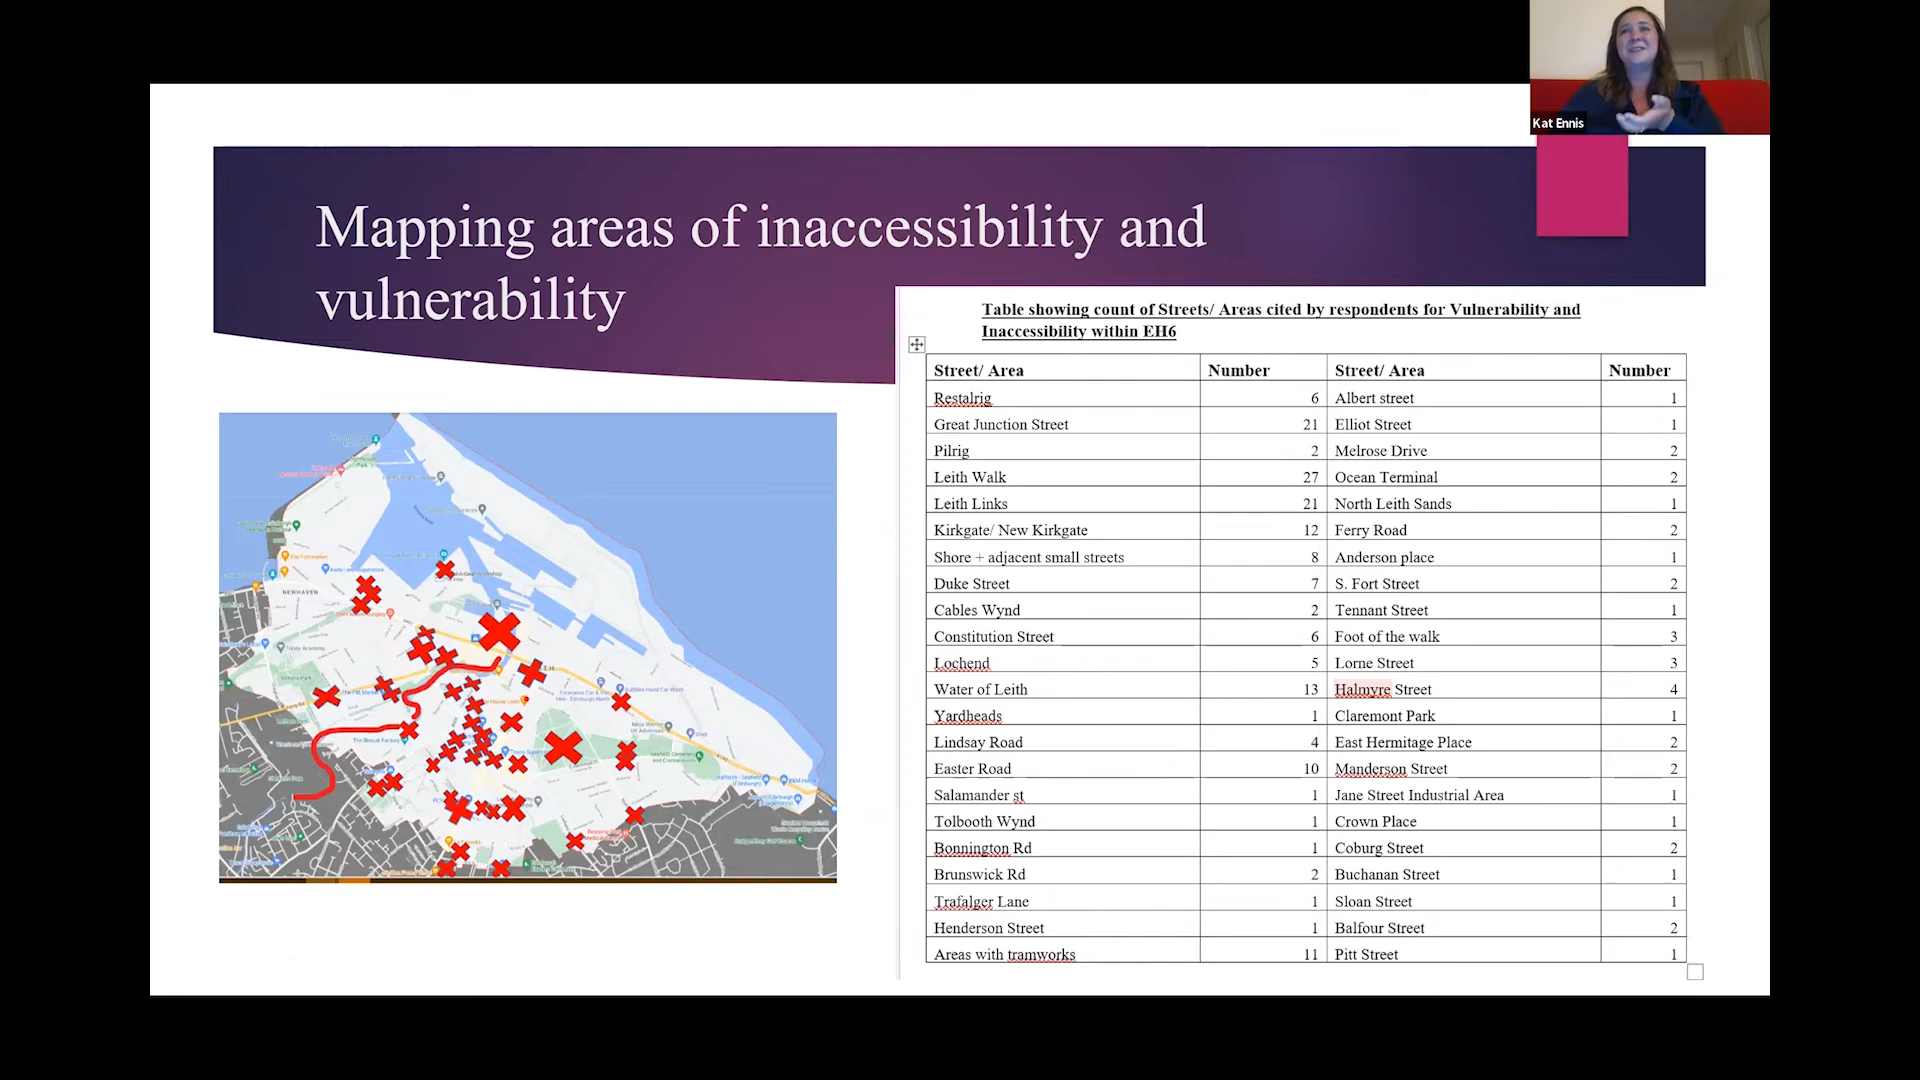 Kat Ennis
Mapping areas of inaccessibility and
vulnerability
Table showing count of Streets/ Areas cited by respondents for Vulnerability and
Inaccessibility within EH6
Street/ Area Number Street/ Area Number
Restalrig 6 Albert street 1
Great Junction Street 21 Elliot Street 1
Pilrig 2 Melrose Drive 2
Leith Walk 27 Ocean Terminal 2
Leith Links 21 North Leith Sands 1
Kirkgate/ New Kirkgate 12 Ferry Road 2
Shore + adjacent small streets 8 Anderson place 1
Duke Street 7 S. Fort Street 2
Cables Wynd 2 Tennant Street 1
Constitution Street 6 Foot of the walk 3
Lochend 5 Lorne Street 3
Water of Leith 13 Halmyre Street 4
Yardheads 1 Claremont Park 1
Lindsay Road 4 East Hermitage Place 2
Easter Road 10 Manderson Street 2
Salamander st 1 Jane Street Industrial Area 1
Tolbooth Wynd 1 Crown Place 1
Bonnington Rd 1 Coburg Street 2
Brunswick Rd 2 Buchanan Street 1
Trafalger Lane 1 Sloan Street 1
Henderson Street 1 Balfour Street 2
Areas with tramworks 11 Pitt Street 1
NEWHAVEN
Trinity Academy
The Biscuit Factory